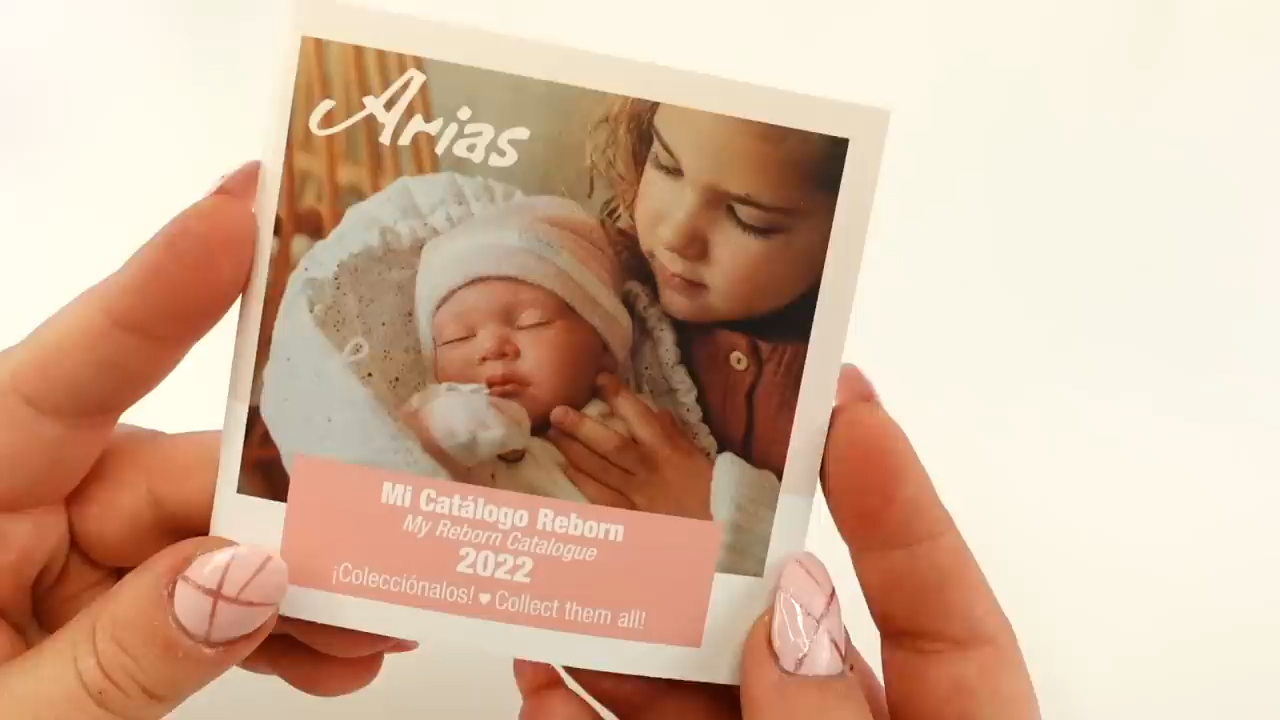 Arias
Mi Catálogo Reborn
My Reborn Catalogue
2022
¡Colecciónalos! ♥ Collect them all!